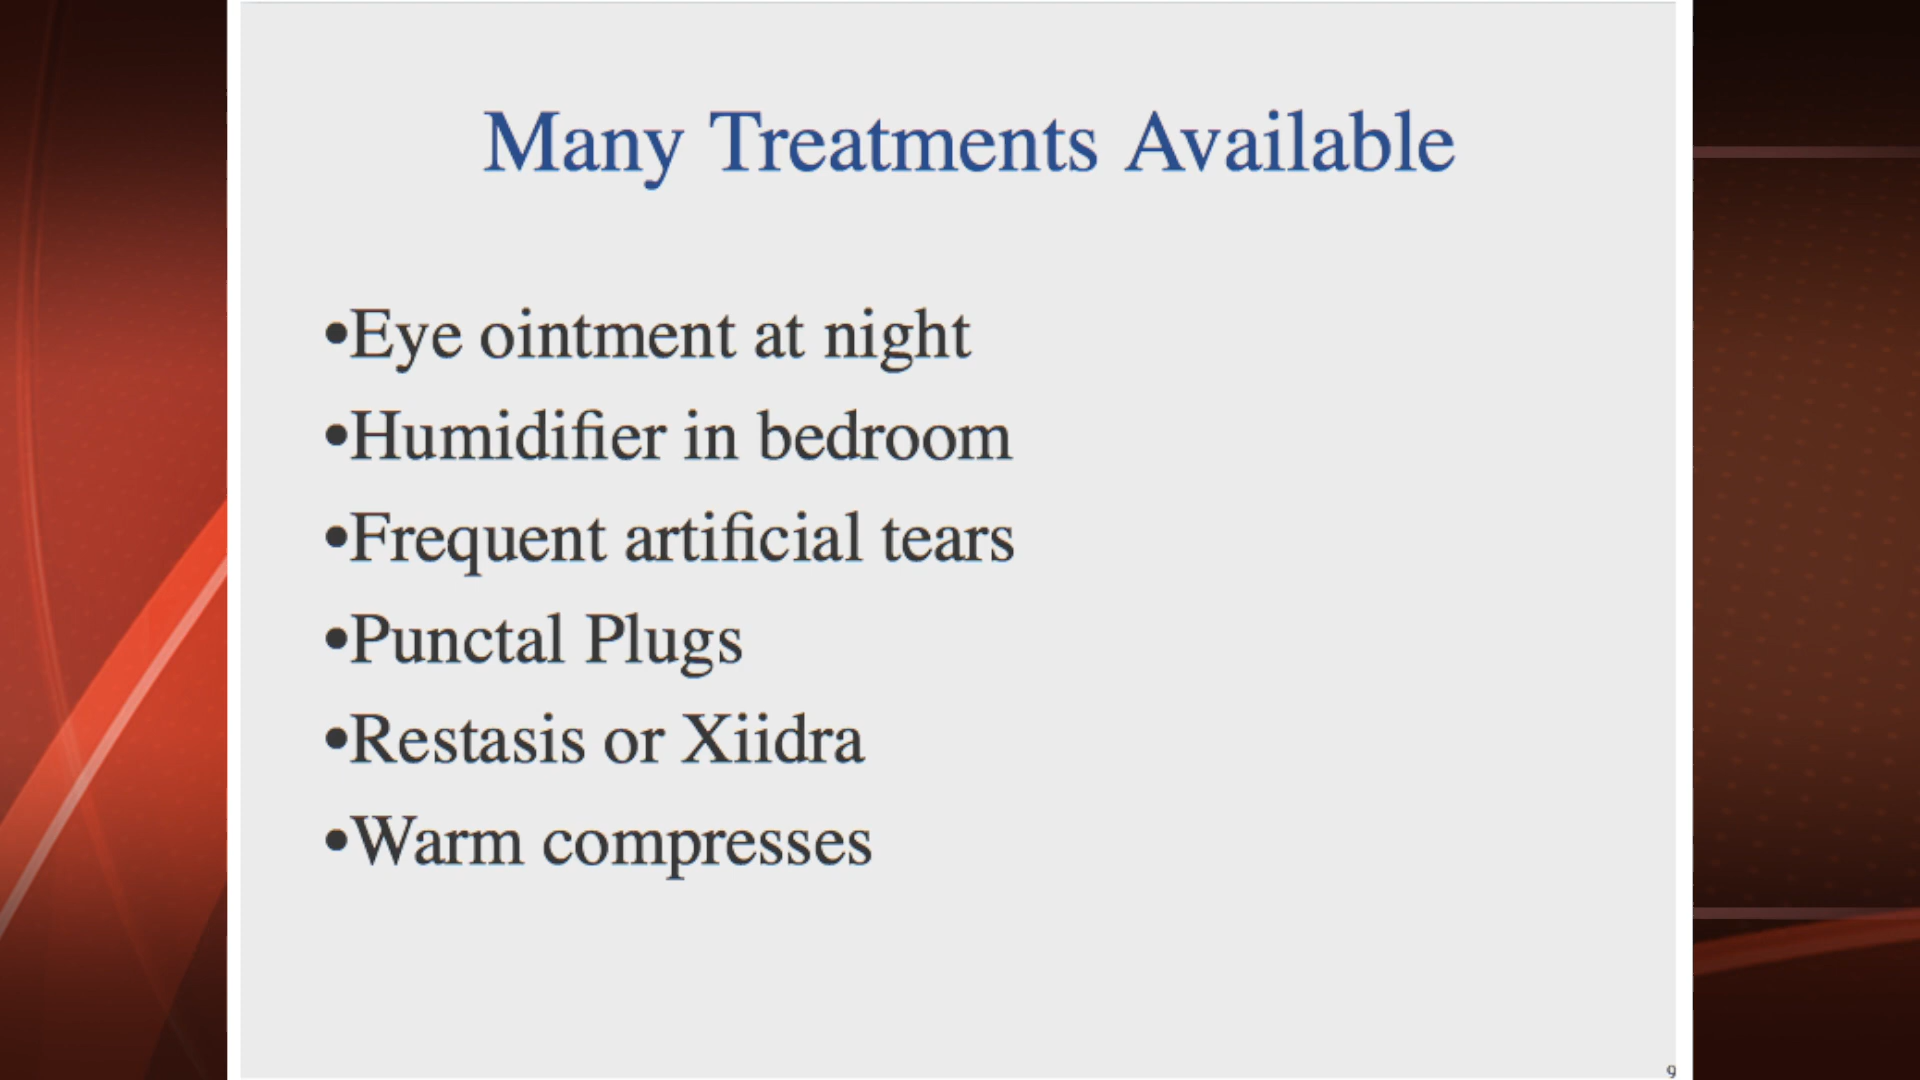 Many Treatments Available
•Eye ointment at night
•Humidifier in bedroom
•Frequent artificial tears
•Punctal Plugs
•Restasis or Xiidra
•Warm compresses
9